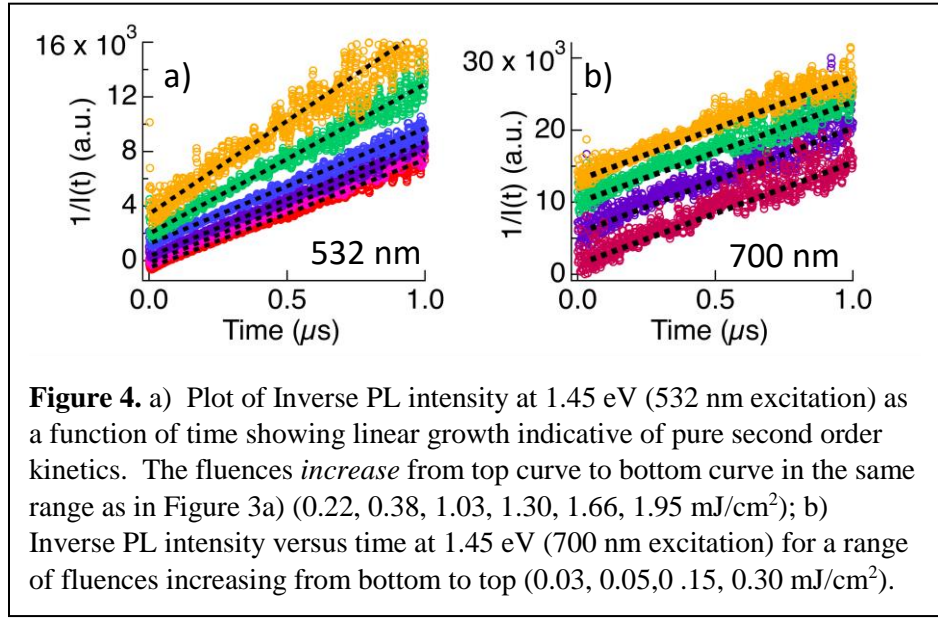 16 x 10³
a)
12
8
4
0
1/I(t) (a.u.)
532 nm
0.0 0.5 1.0
Time (µs)
30 x 10³
b)
20
10
0
1/I(t) (a.u.)
700 nm
0.0 0.5 1.0
Time (µs)
Figure 4. a) Plot of Inverse PL intensity at 1.45 eV (532 nm excitation) as
a function of time showing linear growth indicative of pure second order
kinetics. The fluences increase from top curve to bottom curve in the same
range as in Figure 3a) (0.22, 0.38, 1.03, 1.30, 1.66, 1.95 mJ/cm²); b)
Inverse PL intensity versus time at 1.45 eV (700 nm excitation) for a range
of fluences increasing from bottom to top (0.03, 0.05,0 .15, 0.30 mJ/cm²).